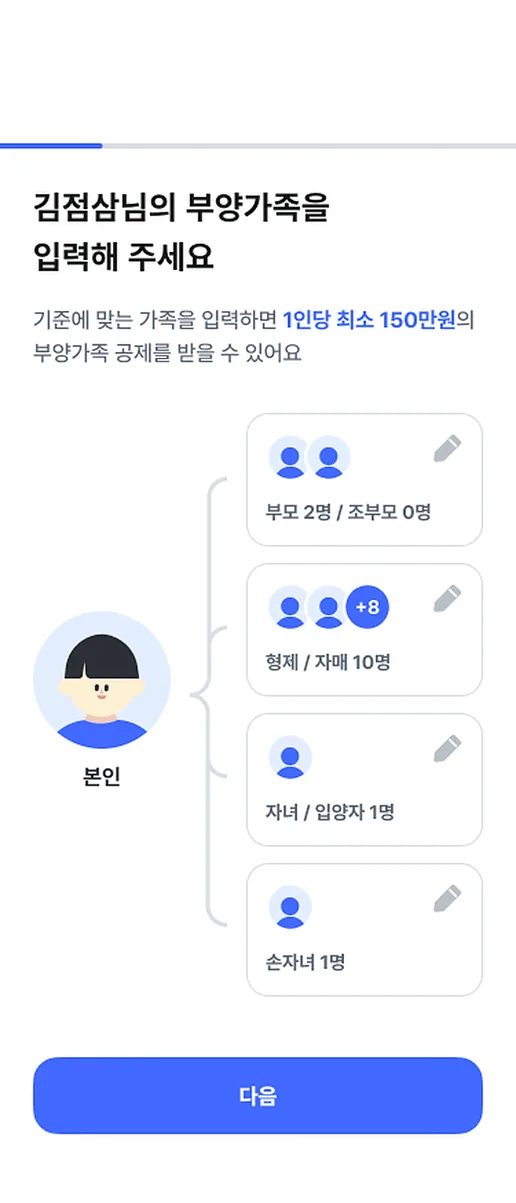 김점삼님의 부양가족을
입력해 주세요
기준에 맞는 가족을 입력하면 1인당 최소 150만원의
부양가족 공제를 받을 수 있어요
부모 2명 / 조부모 0명
+8
형제 / 자매 10명
본인
자녀 / 입양자 1명
손자녀 1명
다음